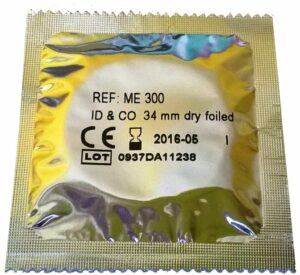 REF: ME 300
ID & CO 34 mm dry foiled
CE 2016-05
LOT 0937DA11238